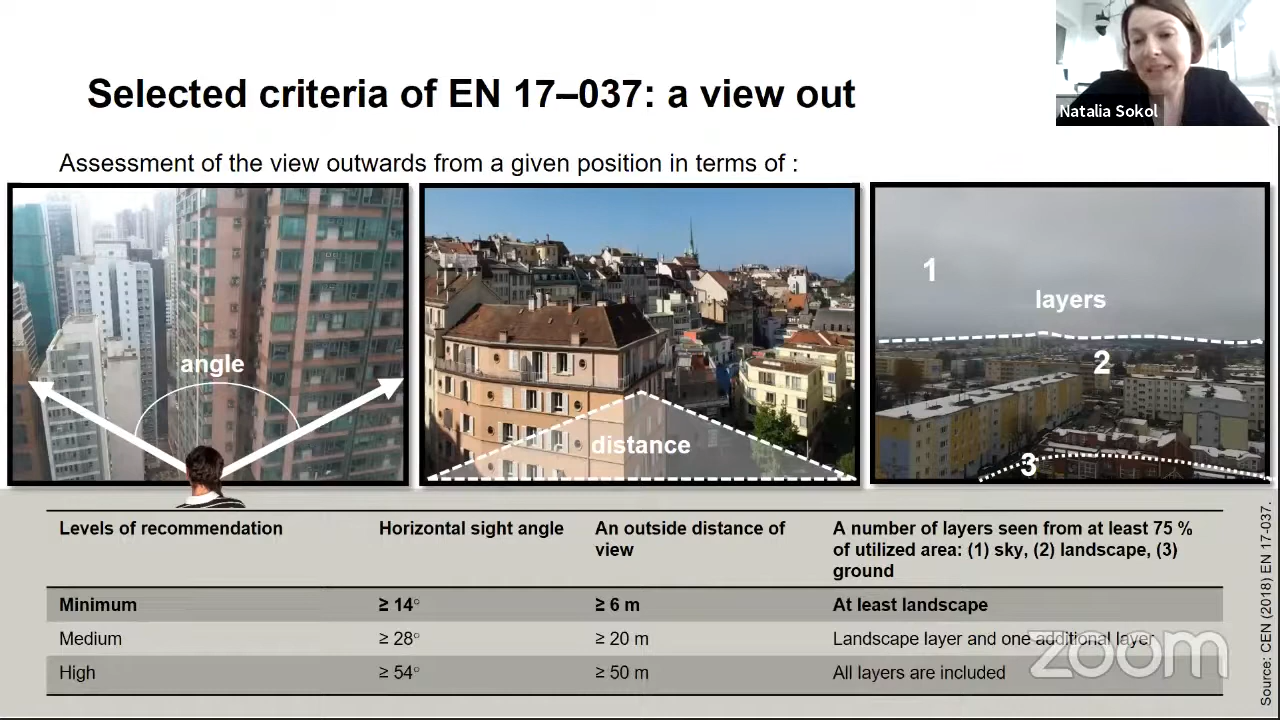 Selected criteria of EN 17–037: a view out
Natalia Sokol
Assessment of the view outwards from a given position in terms of :
angle
distance
1
layers
2
3
Levels of recommendation
Horizontal sight angle
An outside distance of
view
A number of layers seen from at least 75 %
of utilized area: (1) sky, (2) landscape, (3)
ground
Minimum
≥ 14°
≥ 6 m
At least landscape
Medium
≥ 28°
≥ 20 m
Landscape layer and one additional layer
High
≥ 54°
≥ 50 m
All layers are included
zoom
Source: CEN (2018) EN 17-037.